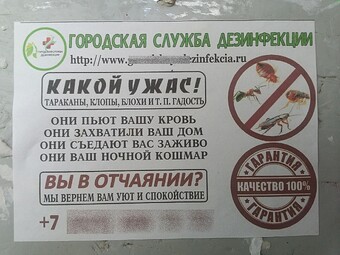 ГОРОДСКАЯ СЛУЖБА ДЕЗИНФЕКЦИИ
КАКОЙ УЖАС!
ТАРАКАНЫ, КЛОПЫ, БЛОХИ И Т. П. ГАДОСТЬ
ОНИ ПЬЮТ ВАШУ КРОВЬ
ОНИ ЗАХВАТИЛИ ВАШ ДОМ
ОНИ СЪЕДАЮТ ВАС ЗАЖИВО
ОНИ ВАШ НОЧНОЙ КОШМАР
ВЫ В ОТЧАЯНИИ?
МЫ ВЕРНЕМ ВАМ УЮТ И СПОКОЙСТВИЕ
+7
ГАРАНТИЯ
КАЧЕСТВО 100%
ГАРАНТИЯ